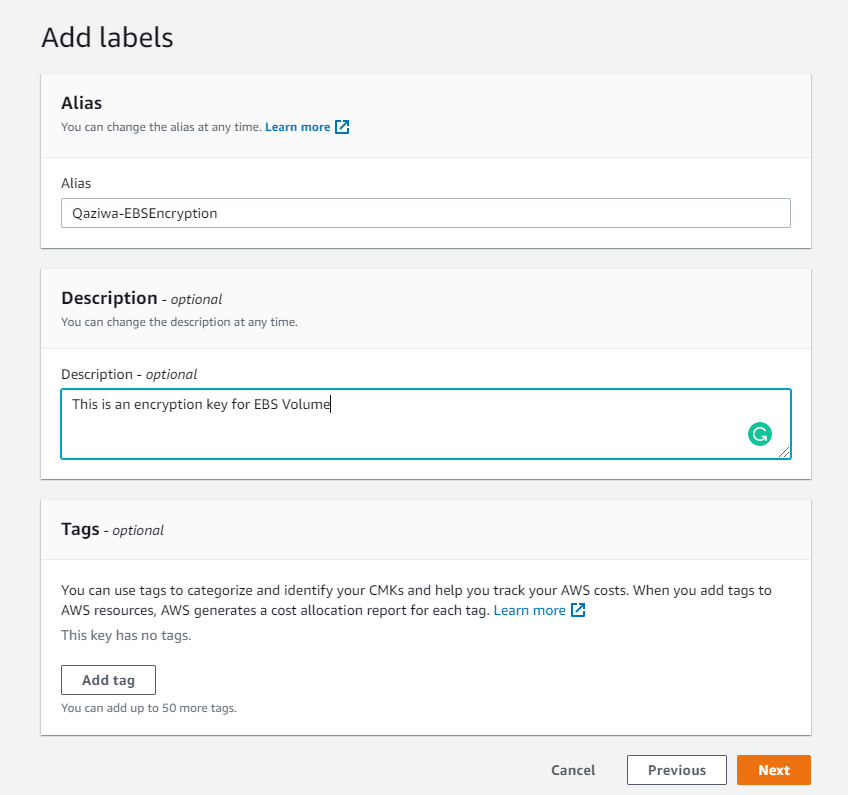 Add labels
Alias
You can change the alias at any time. Learn more
Alias
Qaziwa-EBSEncryption
Description - optional
You can change the description at any time.
Description - optional
This is an encryption key for EBS Volume
Tags - optional
You can use tags to categorize and identify your CMKs and help you track your AWS costs. When you add tags to
AWS resources, AWS generates a cost allocation report for each tag. Learn more
This key has no tags.
Add tag
You can add up to 50 more tags.
Cancel Previous Next